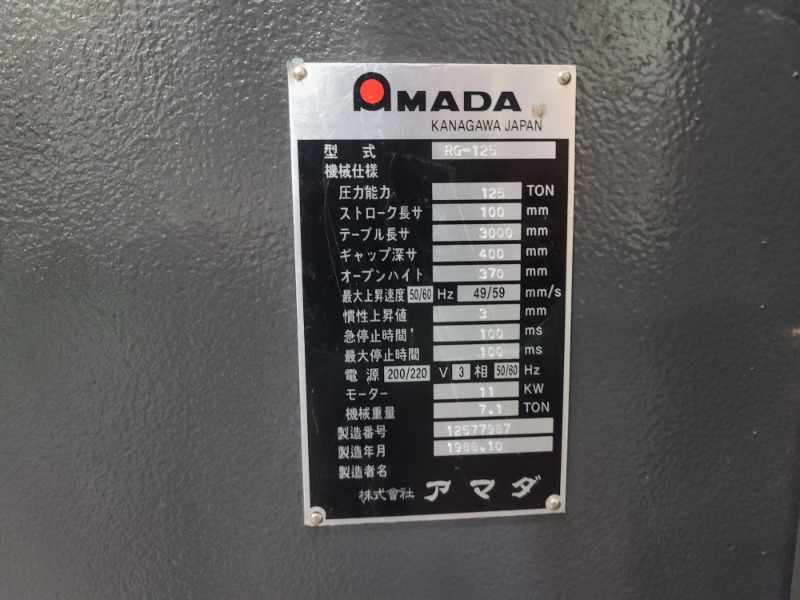 AMADA
KANAGAWA JAPAN
型 式 RG-125
機械仕様
圧力能力 125 TON
ストローク長サ 100 mm
テーブル長サ 3000 mm
ギャップ深サ 400 mm
オープンハイト 370 mm
最大上昇速度 50/60 Hz 49/59 mm/s
慣性上昇値 3 mm
急停止時間 100 ms
最大停止時間 100 ms
電 源 200/220 V 3 相 50/60 Hz
モーター 11 KW
機械重量 7.1 TON
製造番号 12577987
製造年月 1988.10
製造者名
株式會社 アマダ